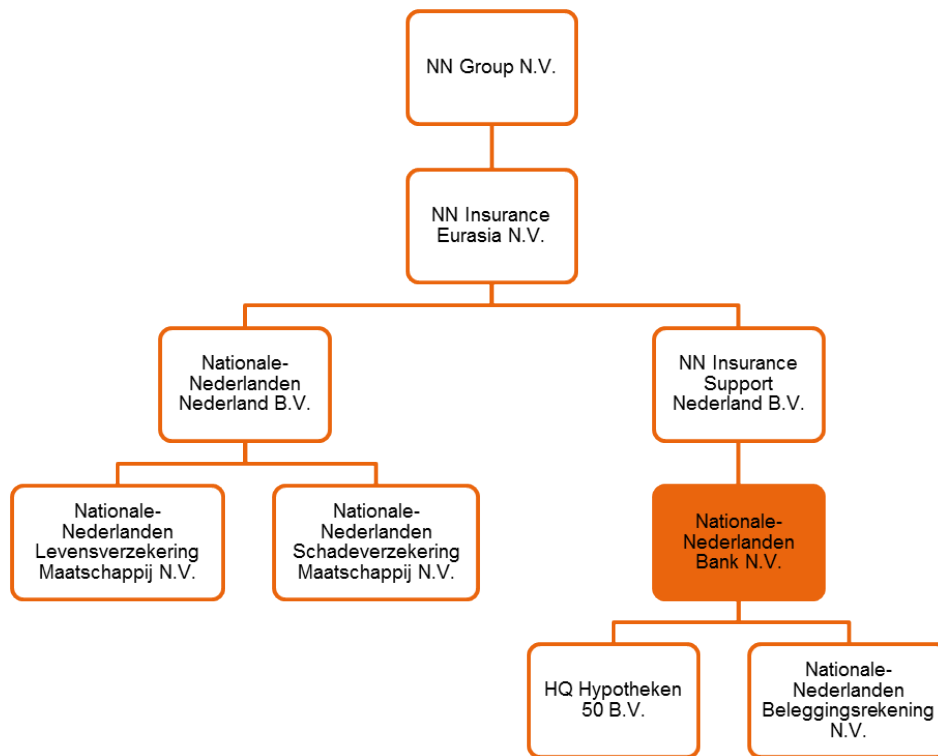 NN Group N.V.
NN Insurance
Eurasia N.V.
Nationale-
Nederlanden
Nederland B.V.
NN Insurance
Support
Nederland B.V.
Nationale-
Nederlanden
Levensverzekering
Maatschappij N.V.
Nationale-
Nederlanden
Schadeverzekering
Maatschappij N.V.
Nationale-
Nederlanden
Bank N.V.
HQ Hypotheken
50 B.V.
Nationale-
Nederlanden
Beleggingsrekening
N.V.